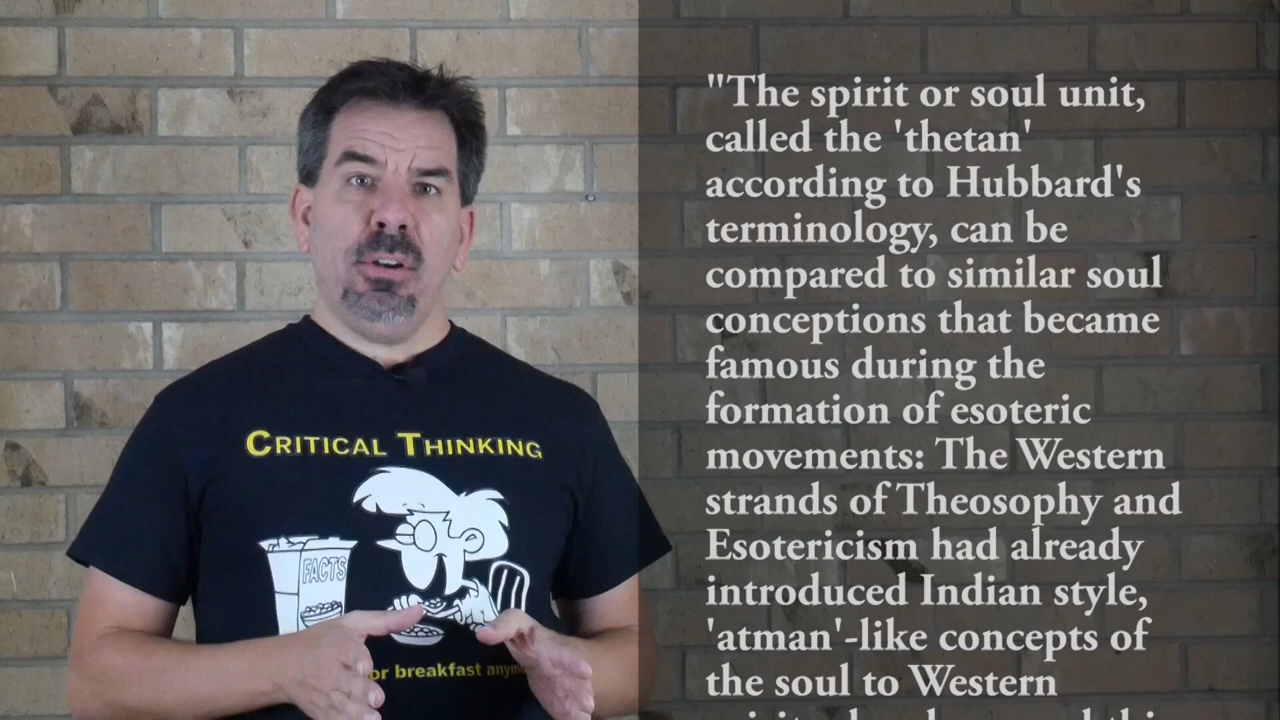 CRITICAL THINKING
FACTS
or breakfast
"The spirit or soul unit,
called the 'thetan'
according to Hubbard's
terminology, can be
compared to similar soul
conceptions that became
famous during the
formation of esoteric
movements: The Western
strands of Theosophy and
Esotericism had already
introduced Indian style,
'atman'-like concepts of
the soul to Western